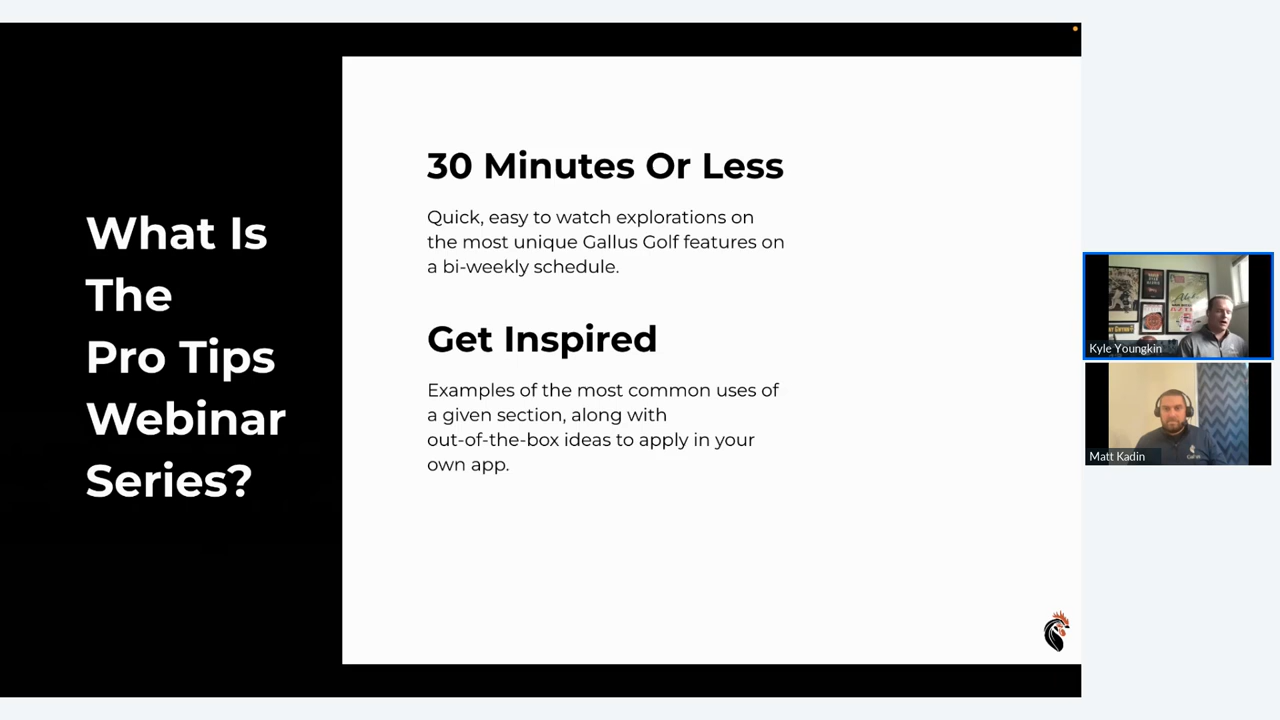 What Is
The
Pro Tips
Webinar
Series?
30 Minutes Or Less
Quick, easy to watch explorations on
the most unique Gallus Golf features on
a bi-weekly schedule.
Get Inspired
Examples of the most common uses of
a given section, along with
out-of-the-box ideas to apply in your
own app.
Kyle Youngkin
Matt Kadin